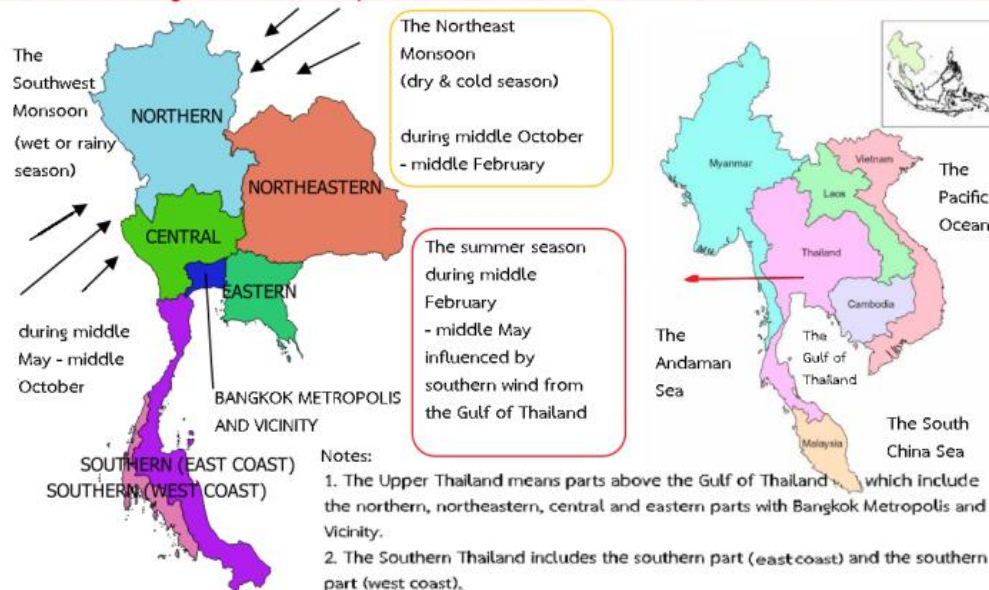 The
Southwest
Monsoon
(wet or rainy
season)
NORTHERN
NORTHEASTERN
CENTRAL
EASTERN
during middle
May - middle
October
BANGKOK METROPOLIS
AND VICINITY
SOUTHERN (EAST COAST)
SOUTHERN (WEST COAST)
The Northeast
Monsoon
(dry & cold season)
during middle October
- middle February
The summer season
during middle
February
- middle May
influenced by
southern wind from
the Gulf of Thailand
Myanmar
Vietnam
Laos
Thailand
Cambodia
Malaysia
The
Pacific
Ocean
The
Andaman
Sea
The
Gulf of
Thailand
The South
China Sea
Notes:
1. The Upper Thailand means parts above the Gulf of Thailand which include
the northern, northeastern, central and eastern parts with Bangkok Metropolis and
Vicinity.
2. The Southern Thailand includes the southern part (east coast) and the southern
part (west coast).